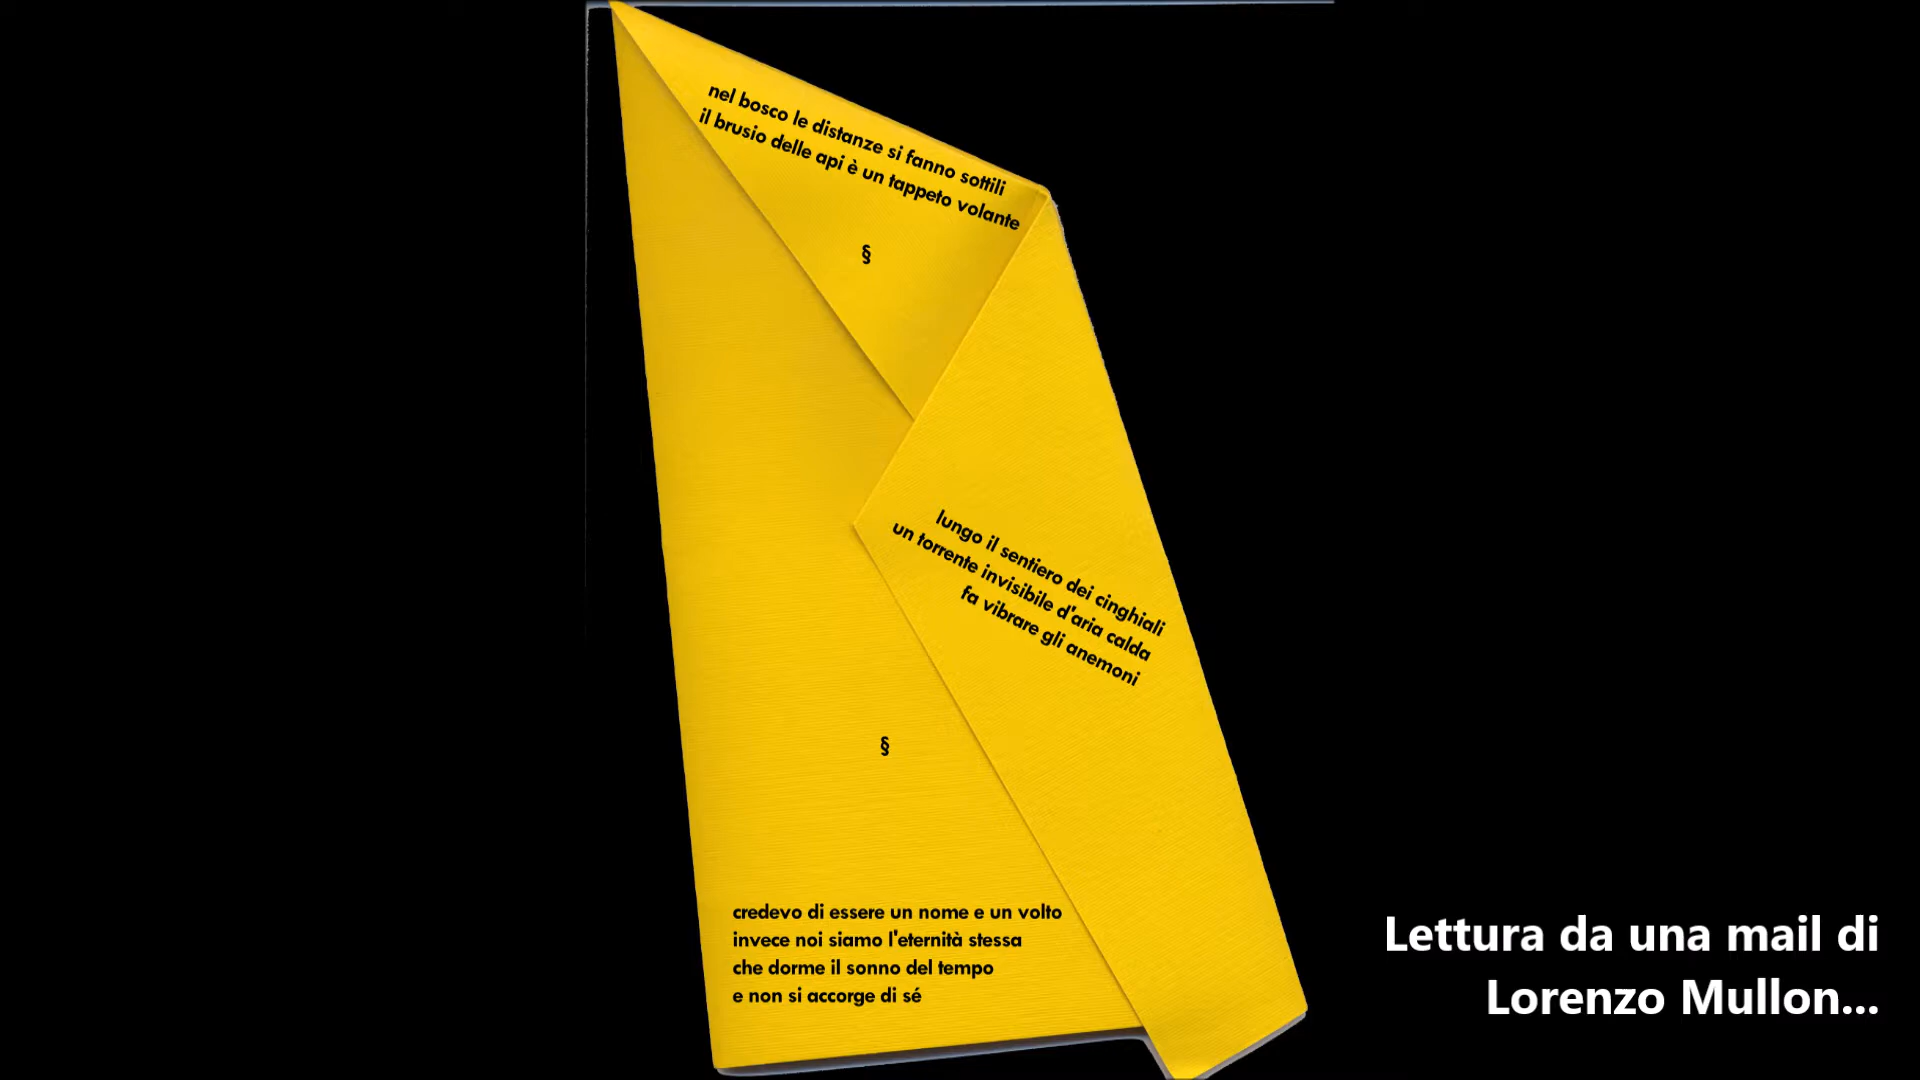 nel bosco le distanze si fanno sottili
il brusio delle api è un tappeto volante
§
lungo il sentiero dei cinghiali
un torrente invisibile d'aria calda
fa vibrare gli anemoni
§
credevo di essere un nome e un volto
invece noi siamo l'eternità stessa
che dorme il sonno del tempo
e non si accorge di sé
Lettura da una mail di
Lorenzo Mullon...